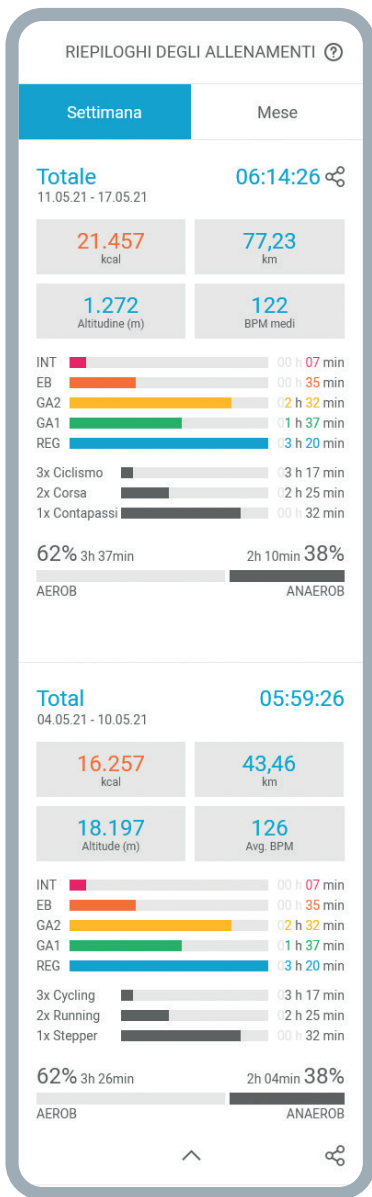 RIEPILOGHI DEGLI ALLENAMENTI ?
Settimana Mese
Totale 06:14:26
11.05.21 - 17.05.21
21.457 77,23
kcal km
1.272 122
Altitudine (m) BPM medi
INT 00 h 07 min
EB 00 h 35 min
GA2 02 h 32 min
GA1 01 h 37 min
REG 03 h 20 min
3x Ciclismo 03 h 17 min
2x Corsa 02 h 25 min
1x Contapassi 00 h 32 min
62% 3h 37min 2h 10min 38%
AEROB ANAEROB
Total 05:59:26
04.05.21 - 10.05.21
16.257 43,46
kcal km
18.197 126
Altitude (m) Avg. BPM
INT 00 h 07 min
EB 00 h 35 min
GA2 02 h 32 min
GA1 01 h 37 min
REG 03 h 20 min
3x Cycling 03 h 17 min
2x Running 02 h 25 min
1x Stepper 00 h 32 min
62% 3h 26min 2h 04min 38%
AEROB ANAEROB